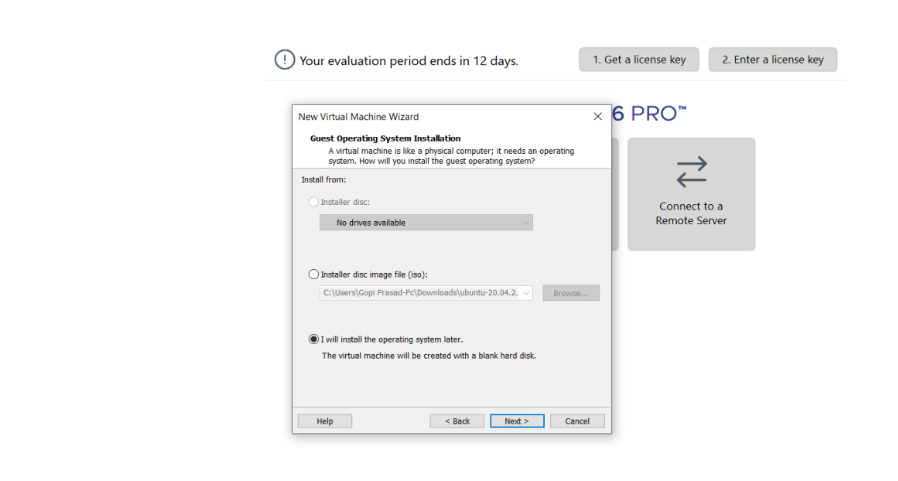 Your evaluation period ends in 12 days.
1. Get a license key
2. Enter a license key
6 PRO™
New Virtual Machine Wizard
Guest Operating System Installation
A virtual machine is like a physical computer; it needs an operating
system. How will you install the guest operating system?
Install from:
Installer disc:
No drives available
Installer disc image file (iso):
C:\Users\Gopi Prasad-Pc\Downloads\ubuntu-20.04.2.
Browse...
I will install the operating system later.
The virtual machine will be created with a blank hard disk.
Help
< Back
Next >
Cancel
Connect to a
Remote Server